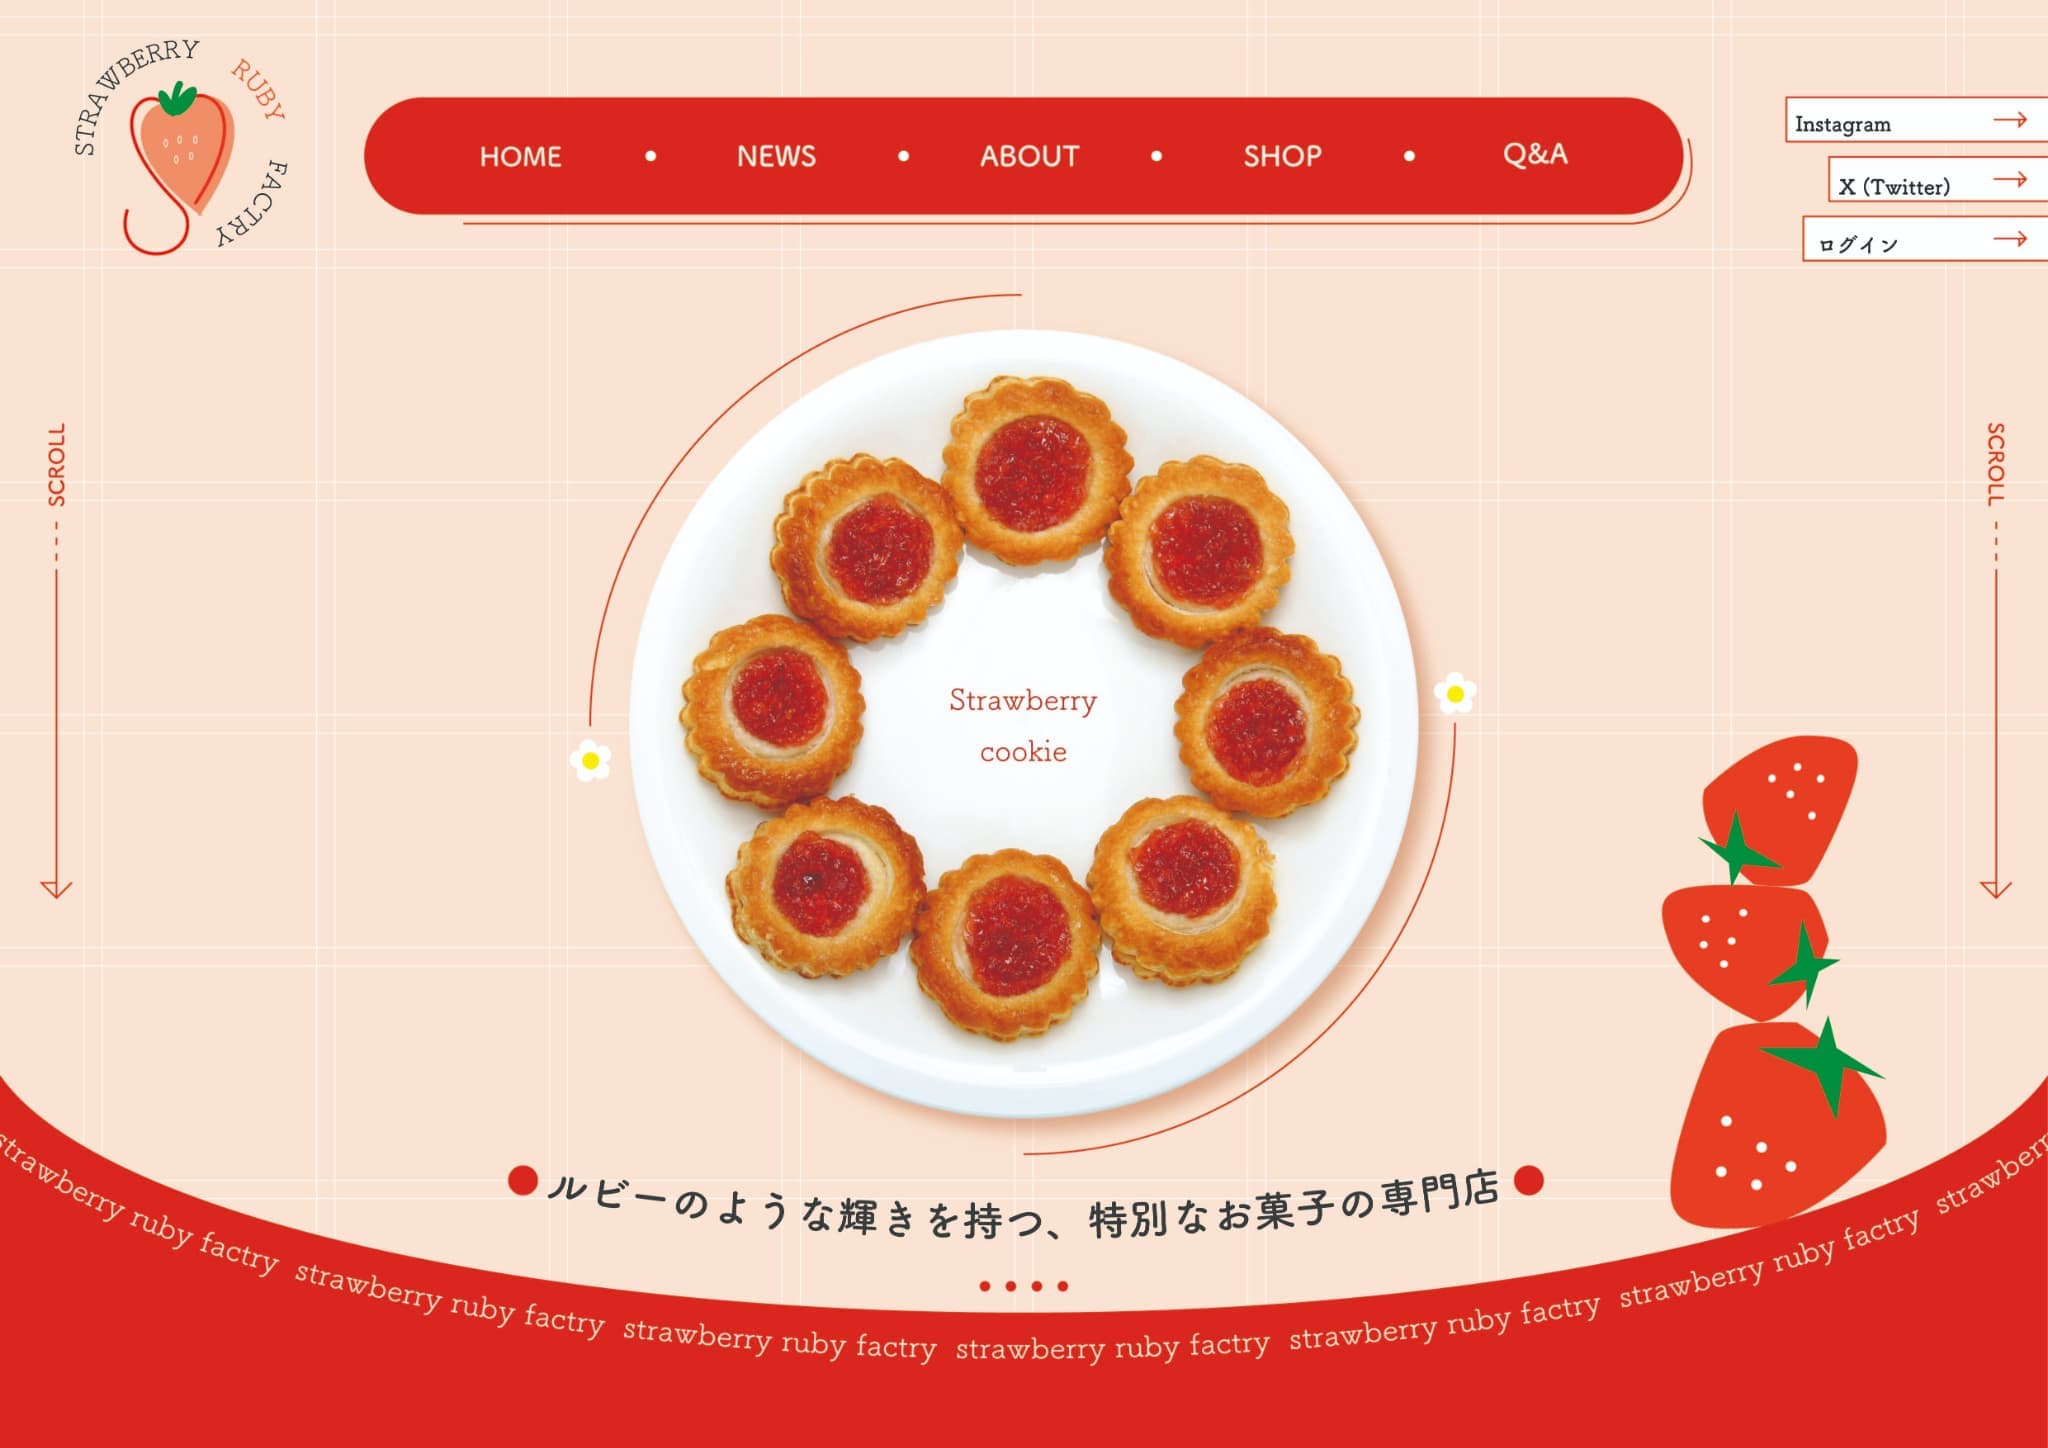 STRAWBERRY RUBY FACTRY
HOME
NEWS
ABOUT
SHOP
Q&A
Instagram
X (Twitter)
ログイン
SCROLL
SCROLL
Strawberry
cookie
ルビーのような輝きを持つ、特別なお菓子の専門店
strawberry ruby factry strawberry ruby factry strawberry ruby factry strawberry ruby factry strawberry ruby factry strawberry ruby factry strawberry